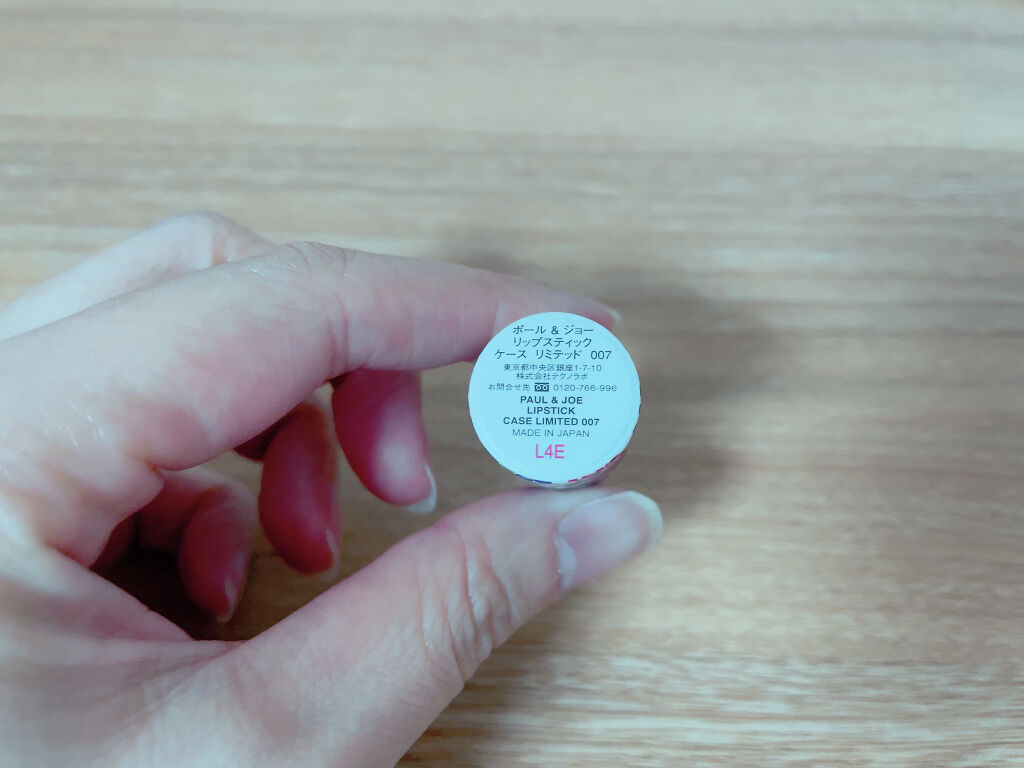 ポール & ジョー
リップスティック
ケース リミテッド 007
東京都中央区銀座1-7-10
株式会社テクノラボ
お問合せ先 0120-766-996
PAUL & JOE
LIPSTICK
CASE LIMITED 007
MADE IN JAPAN
L4E